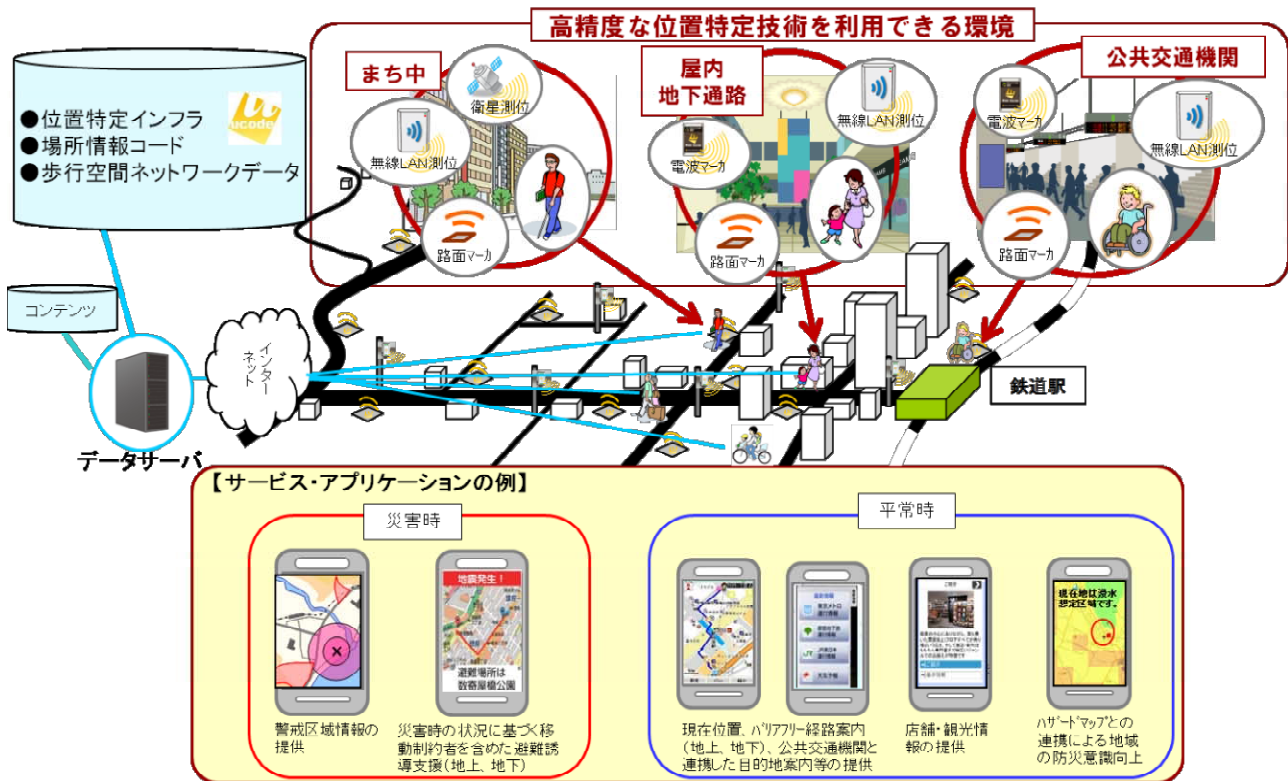 高精度な位置特定技術を利用できる環境
まち中
衛星測位
無線LAN測位
路面マーカ
屋内
地下通路
無線LAN測位
電波マーカ
路面マーカ
公共交通機関
電波マーカ
無線LAN測位
路面マーカ
ucode
●位置特定インフラ
●場所情報コード
●歩行空間ネットワークデータ
コンテンツ
インターネット
データサーバ
鉄道駅
【サービス・アプリケーションの例】
災害時
地震発生！
避難場所は
数寄屋橋公園
警戒区域情報の
提供
災害時の状況に基づく移
動制約者を含めた避難誘
導支援（地上、地下）
平常時
現在地は浸水
想定区域です。
現在位置、バリアフリー経路案内
（地上、地下）、公共交通機関と
連携した目的地案内等の提供
店舗・観光情
報の提供
ハザードマップとの
連携による地域
の防災意識向上